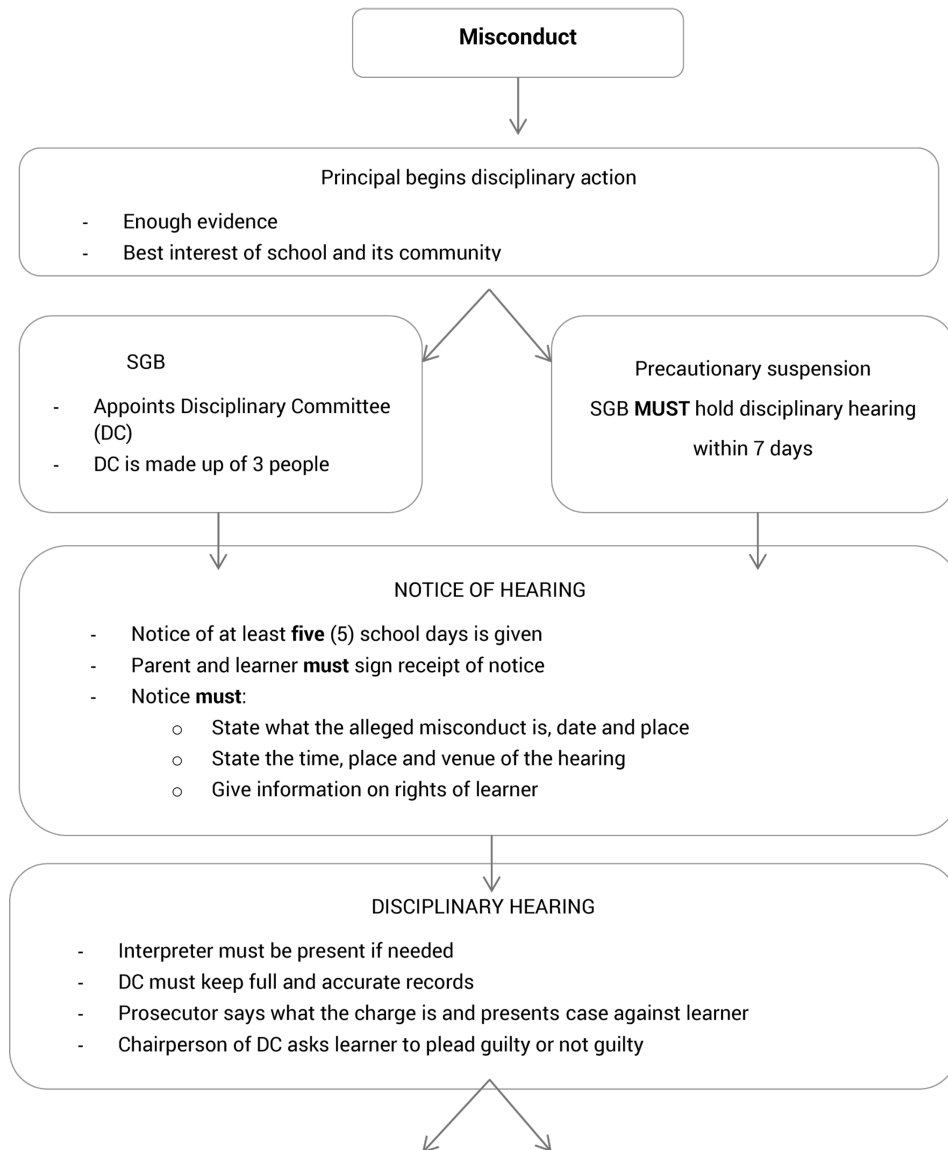 Misconduct
Principal begins disciplinary action
- Enough evidence
- Best interest of school and its community
SGB
- Appoints Disciplinary Committee
(DC)
- DC is made up of 3 people
Precautionary suspension
SGB MUST hold disciplinary hearing
within 7 days
NOTICE OF HEARING
- Notice of at least five (5) school days is given
- Parent and learner must sign receipt of notice
- Notice must:
o State what the alleged misconduct is, date and place
o State the time, place and venue of the hearing
o Give information on rights of learner
DISCIPLINARY HEARING
- Interpreter must be present if needed
- DC must keep full and accurate records
- Prosecutor says what the charge is and presents case against learner
- Chairperson of DC asks learner to plead guilty or not guilty